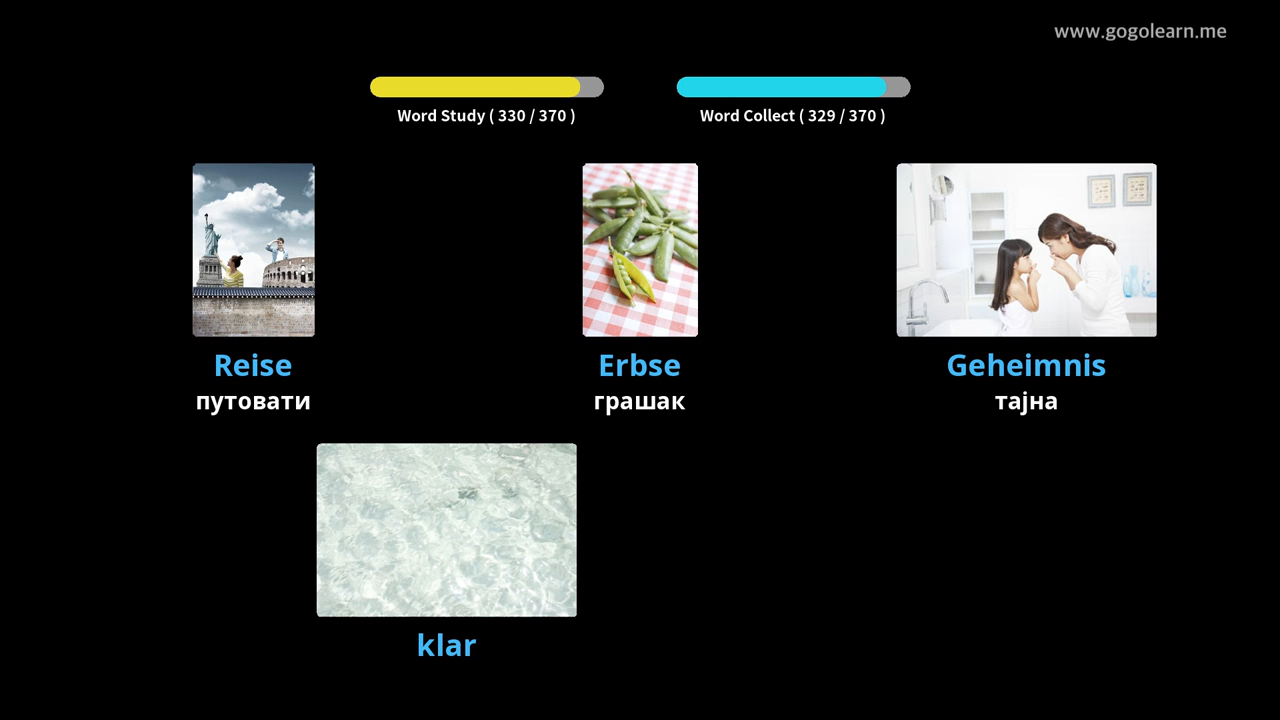 www.gogolearn.me
Word Study ( 330 / 370 )
Word Collect ( 329 / 370 )
Reise
путовати
Erbse
грашак
Geheimnis
тајна
klar